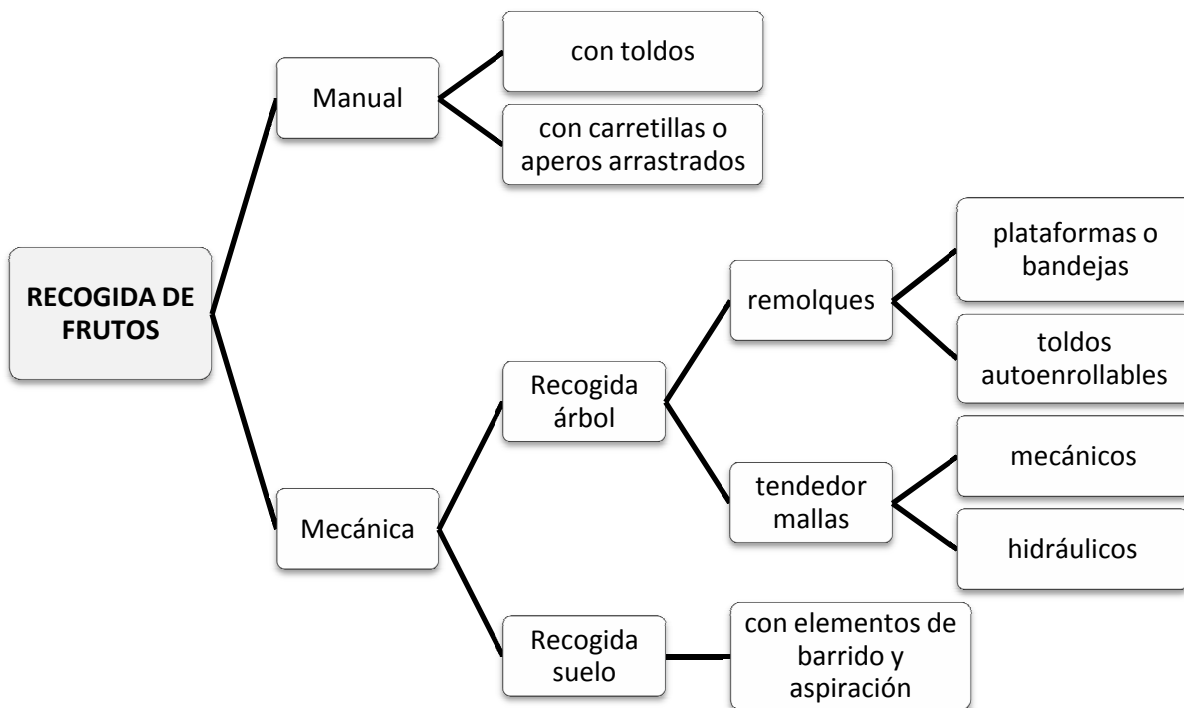 con toldos
Manual
con carretillas o
aperos arrastrados
RECOGIDA DE
FRUTOS
plataformas o
bandejas
remolques
toldos
autoenrollables
Recogida
árbol
mecánicos
tendedor
mallas
Mecánica
hidráulicos
Recogida
suelo
con elementos de
barrido y
aspiración